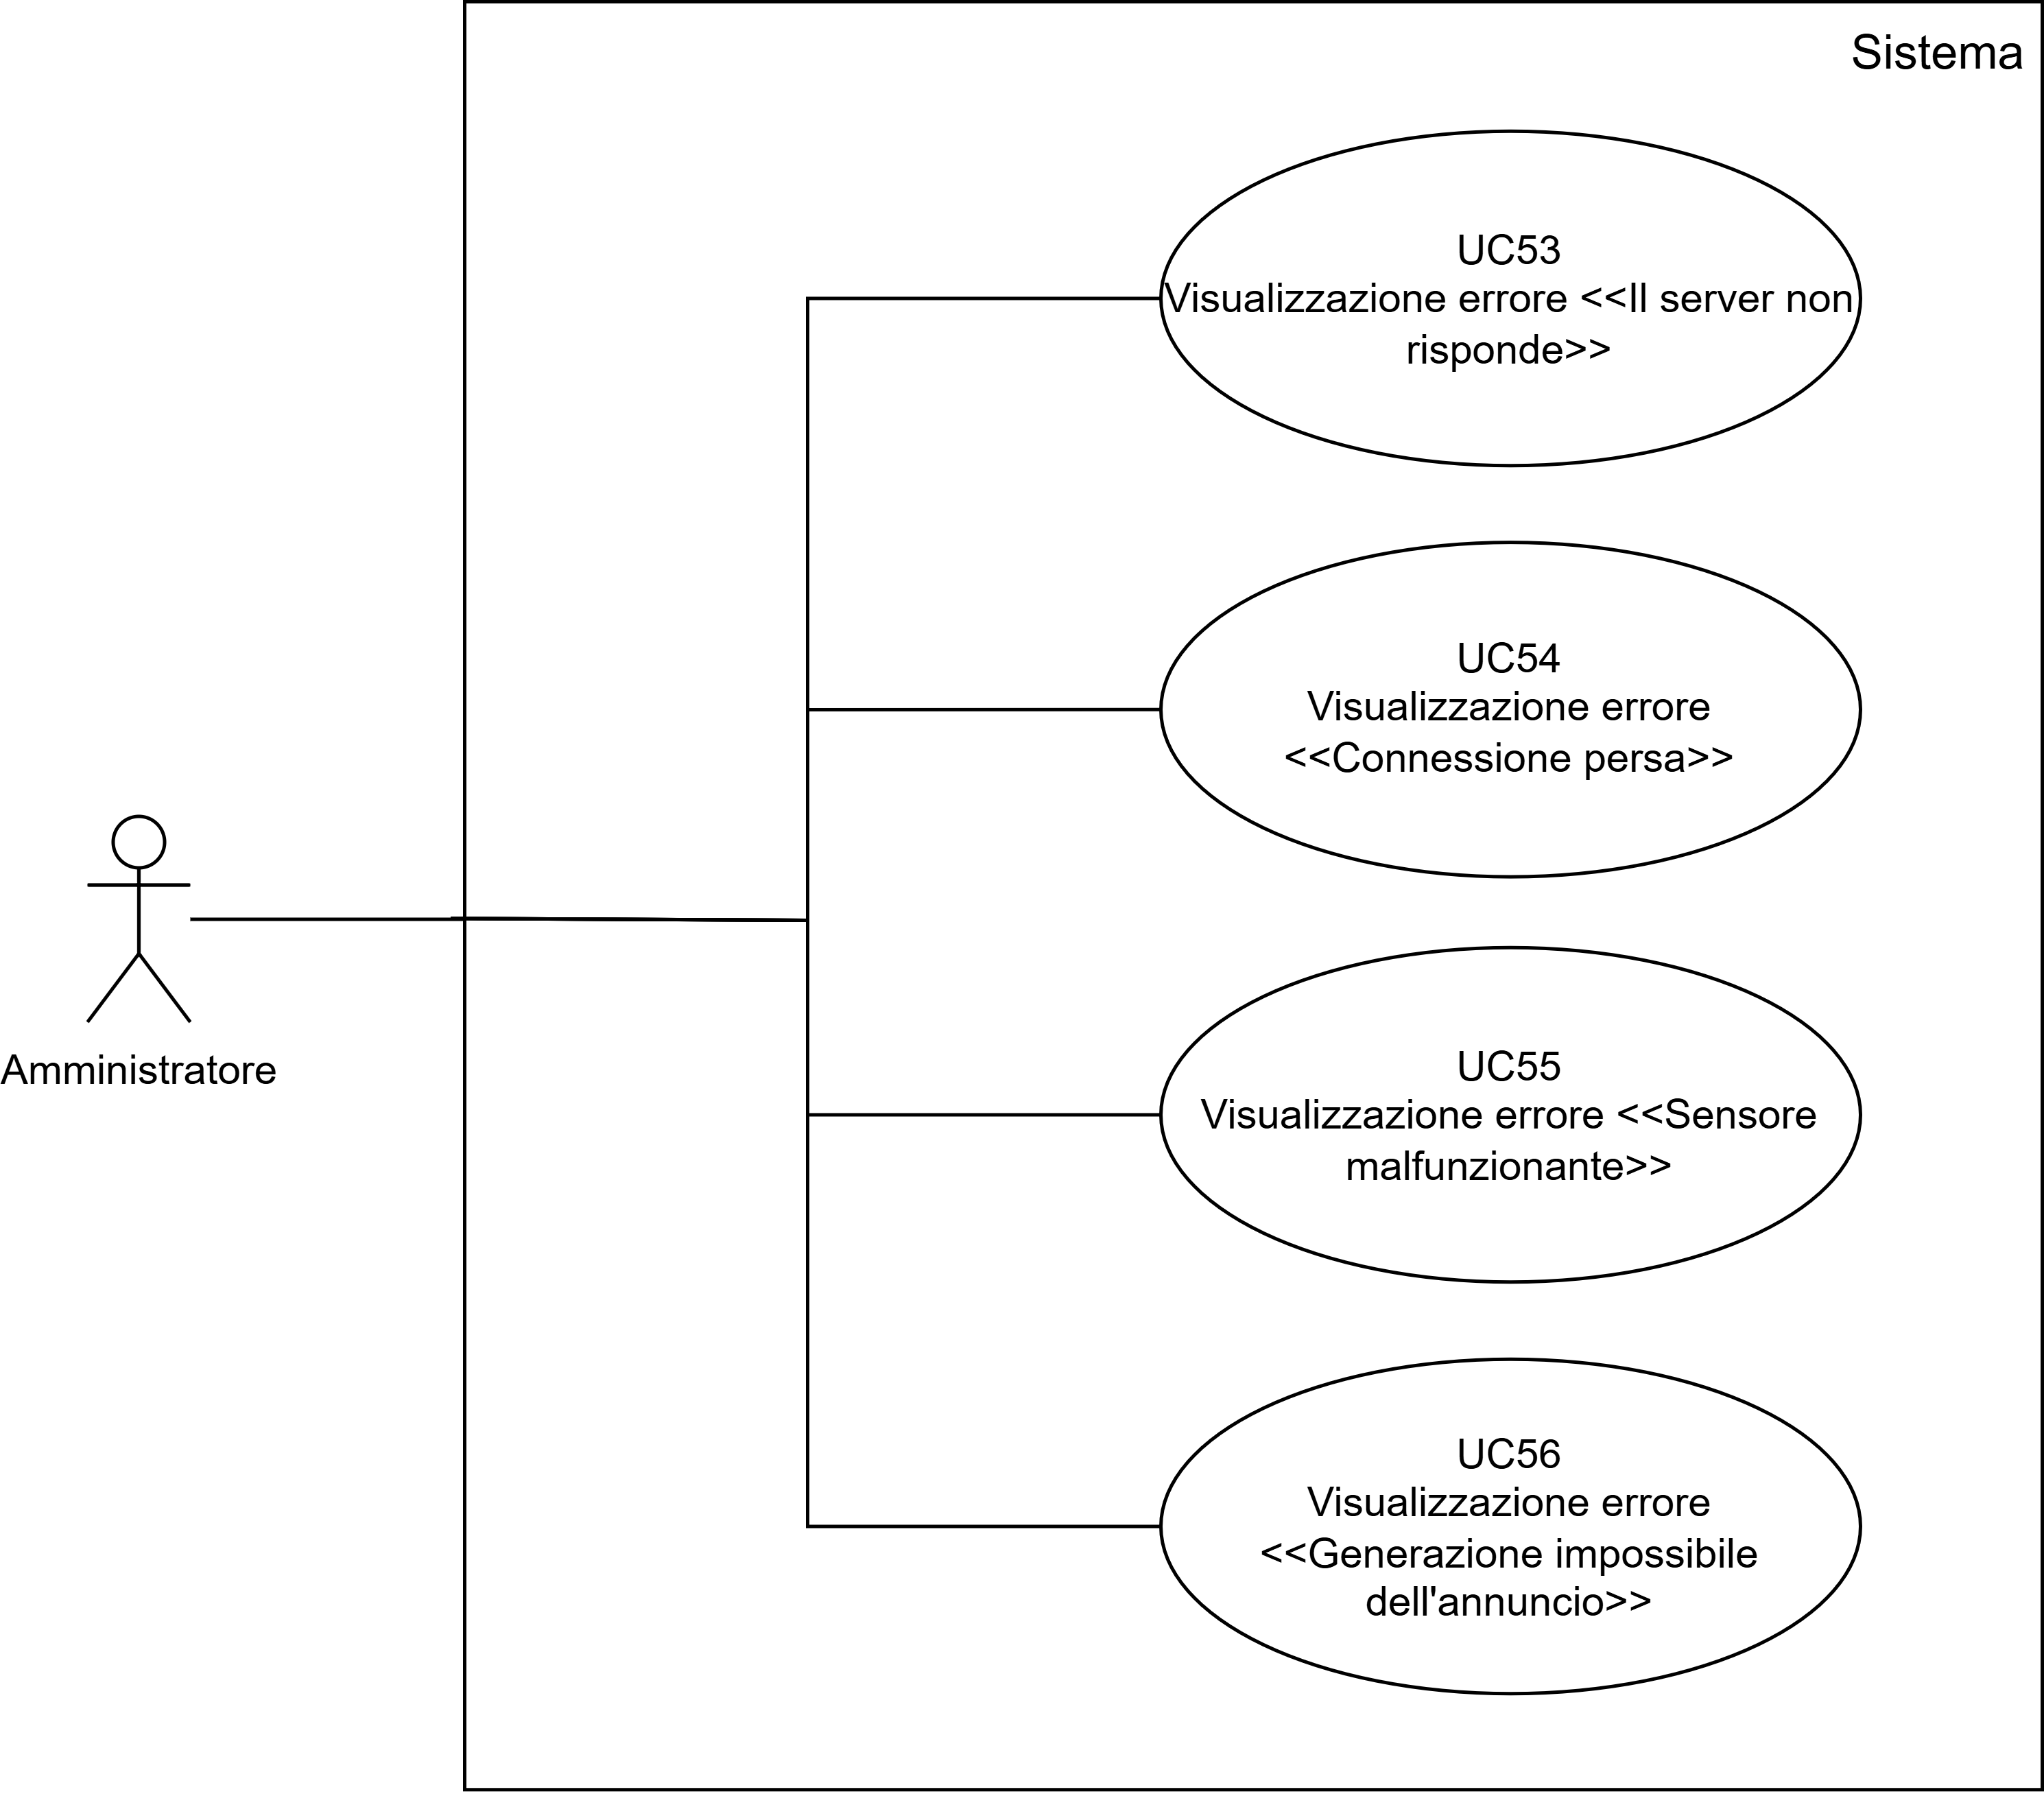 Sistema
UC53
Visualizzazione errore <<Il server non
risponde>>
UC54
Visualizzazione errore
<<Connessione persa>>
Amministratore
UC55
Visualizzazione errore <<Sensore
malfunzionante>>
UC56
Visualizzazione errore
<<Generazione impossibile
dell'annuncio>>